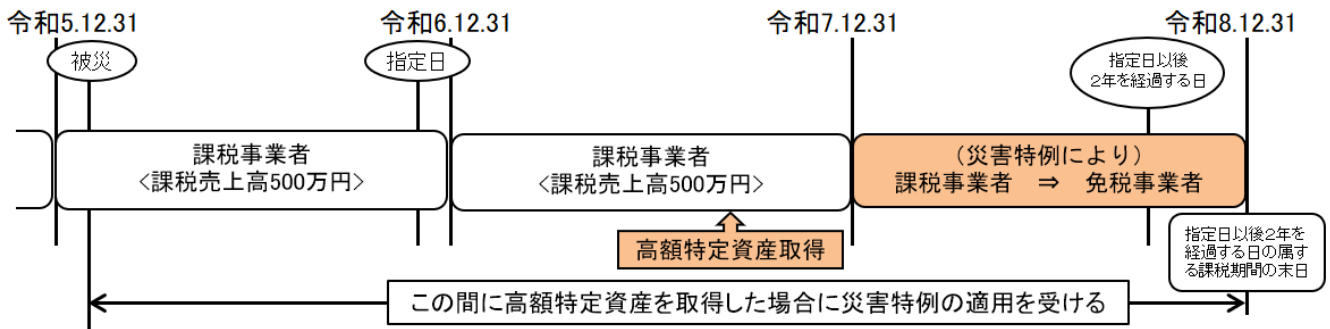 令和5.12.31
令和6.12.31
令和7.12.31
令和8.12.31
被災
指定日
指定日以後
2年を経過する日
課税事業者
<課税売上高500万円>
課税事業者
<課税売上高500万円>
(災害特例により)
課税事業者 ⇒ 免税事業者
高額特定資産取得
指定日以後2年を
経過する日の属す
る課税期間の末日
この間に高額特定資産を取得した場合に災害特例の適用を受ける